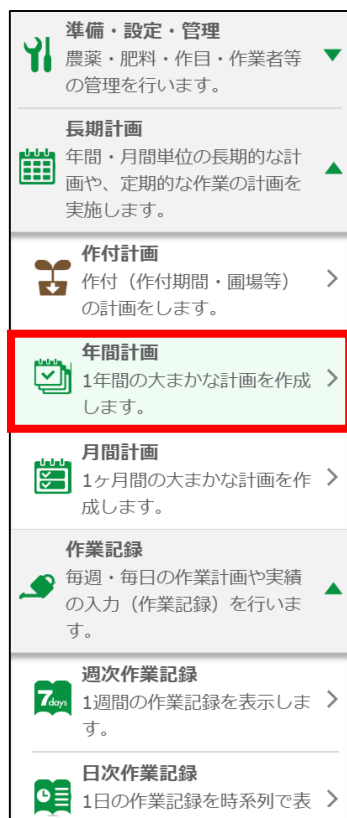 準備・設定・管理
農薬・肥料・作目・作業者等
の管理を行います。
長期計画
年間・月間単位の長期的な計
画や、定期的な作業の計画を
実施します。
作付計画
作付（作付期間・圃場等）
の計画をします。
年間計画
1年間の大まかな計画を作成
します。
月間計画
1ヶ月間の大まかな計画を作
成します。
作業記録
毎週・毎日の作業計画や実績
の入力（作業記録）を行いま
す。
週次作業記録
7days
1週間の作業記録を表示しま
す。
日次作業記録
1日の作業記録を時系列で表